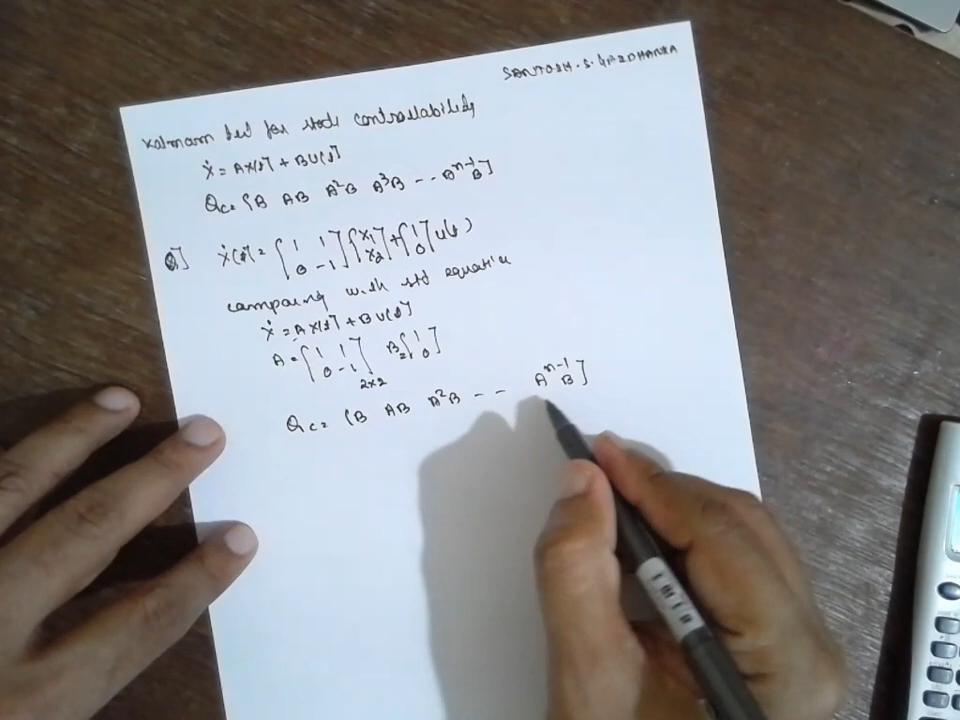 SANTOSH.S.
Kalmann test for state controllability
Ẋ = AX(t) + BU(t)
Qc = [B AB A²B A³B -- Bⁿ⁻¹B]
Q] Ẋ(t) = [1 1
0 -1] [x1
x2] + [1
0] u(t)
comparing with std equation
Ẋ = AX(t) + BU(t)
A = [1 1
0 -1] 2x2 B = [1
0]
Qc = [B AB A²B -- Aⁿ⁻¹B]